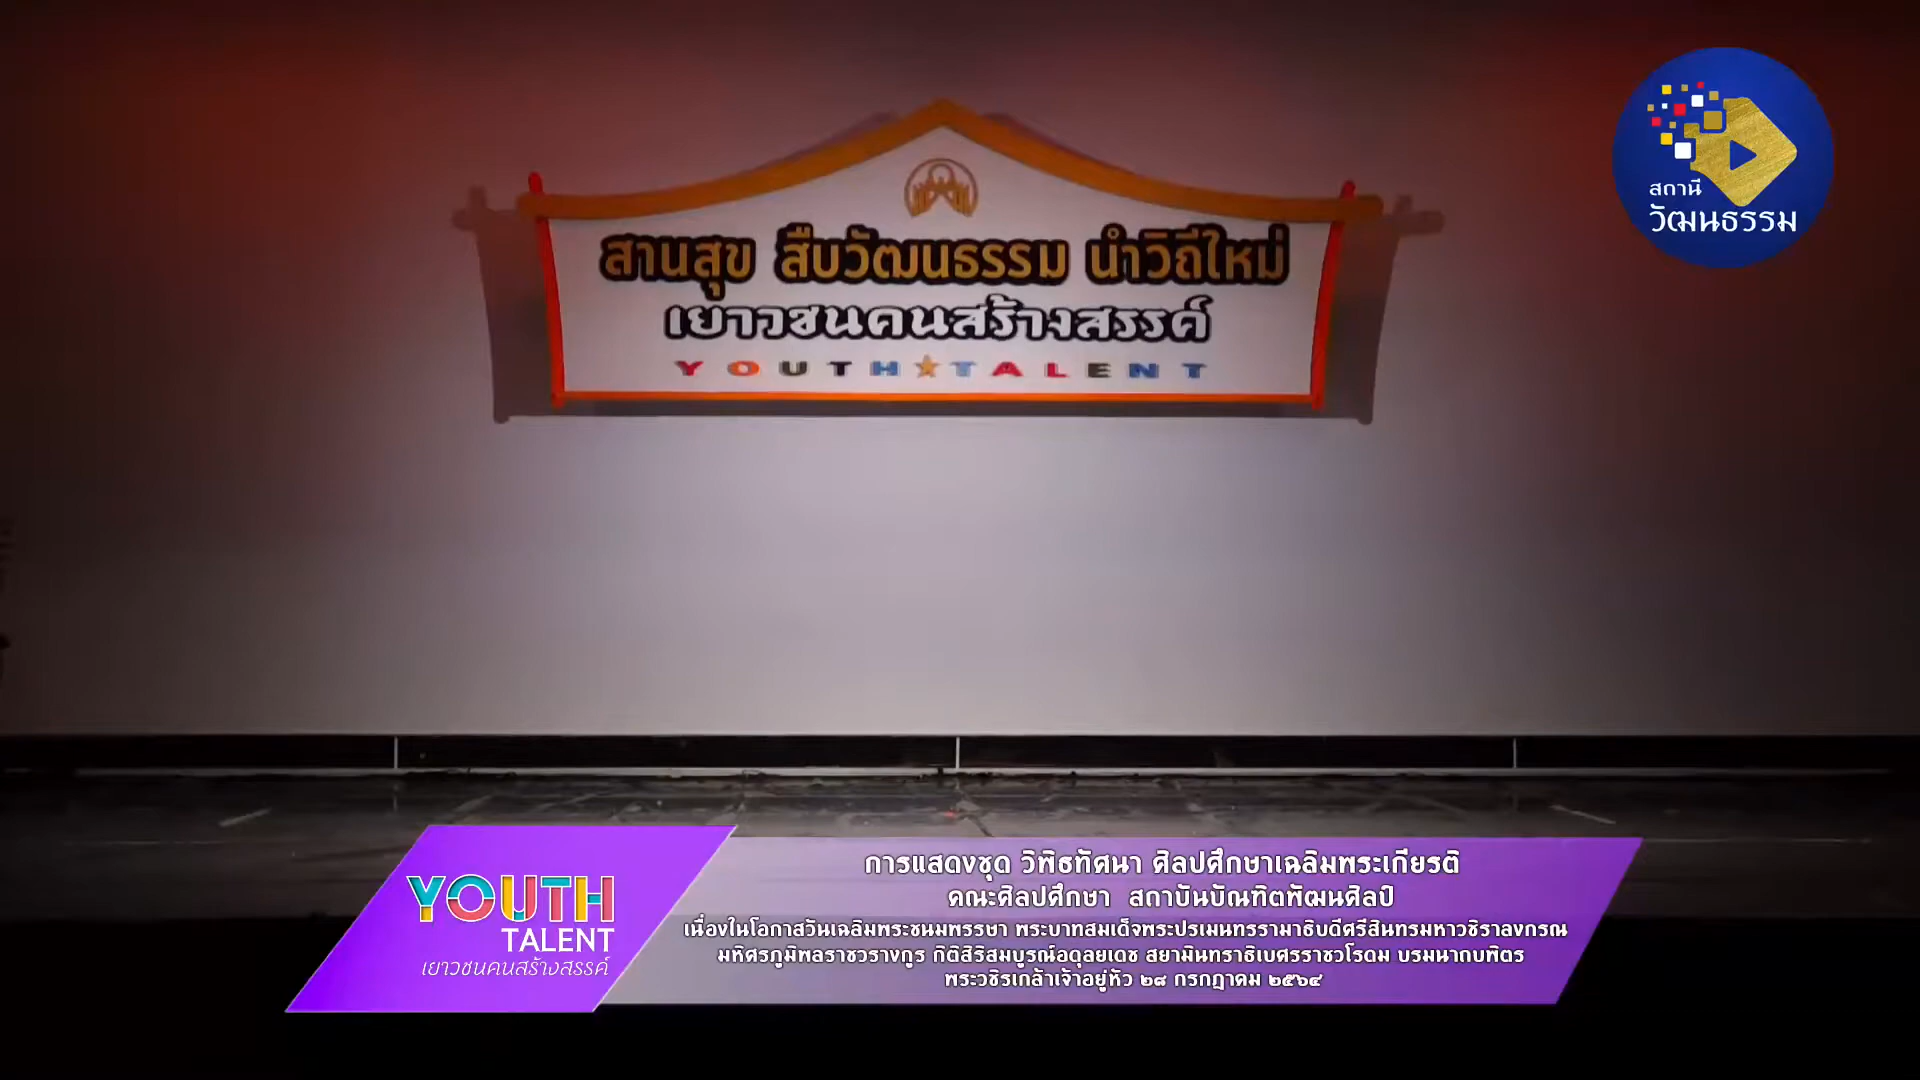 สถานี
วัฒนธรรม
สานสุข สืบวัฒนธรรม นำวิถีใหม่
เยาวชนคนสร้างสรรค์
YOUTH TALENT
YOUTH
TALENT
เยาวชนคนสร้างสรรค์
การแสดงชุด วิพิธทัศนา ศิลปศึกษาเฉลิมพระเกียรติ
คณะศิลปศึกษา สถาบันบัณฑิตพัฒนศิลป์
เนื่องในโอกาสวันเฉลิมพระชนมพรรษา พระบาทสมเด็จพระปรเมนทรรามาธิบดีศรีสินทรมหาวชิราลงกรณ
มหิศรภูมิพลราชวรางกูร กิติสิริสมบูรณ์อดุลยเดช สยามินทราธิเบศรราชวโรดม บรมนาถบพิตร
พระวชิรเกล้าเจ้าอยู่หัว ๒๘ กรกฎาคม ๒๕๖๔